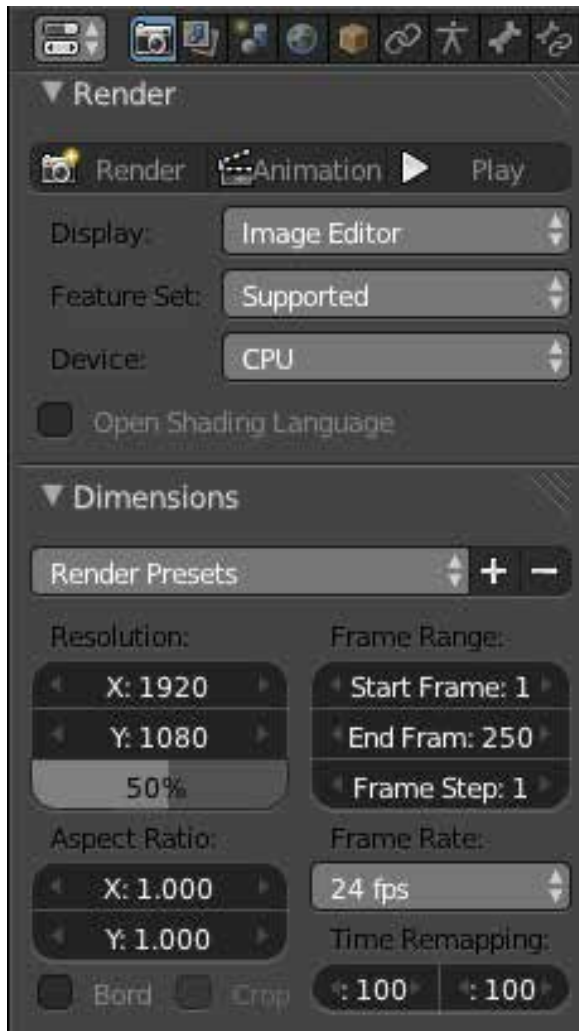 Render
Render Animation Play
Display: Image Editor
Feature Set: Supported
Device: CPU
Open Shading Language
Dimensions
Render Presets
Resolution:
X: 1920
Y: 1080
50%
Aspect Ratio:
X: 1.000
Y: 1.000
Bord Crop
Frame Range:
Start Frame: 1
End Fram: 250
Frame Step: 1
Frame Rate:
24 fps
Time Remapping:
: 100 : 100